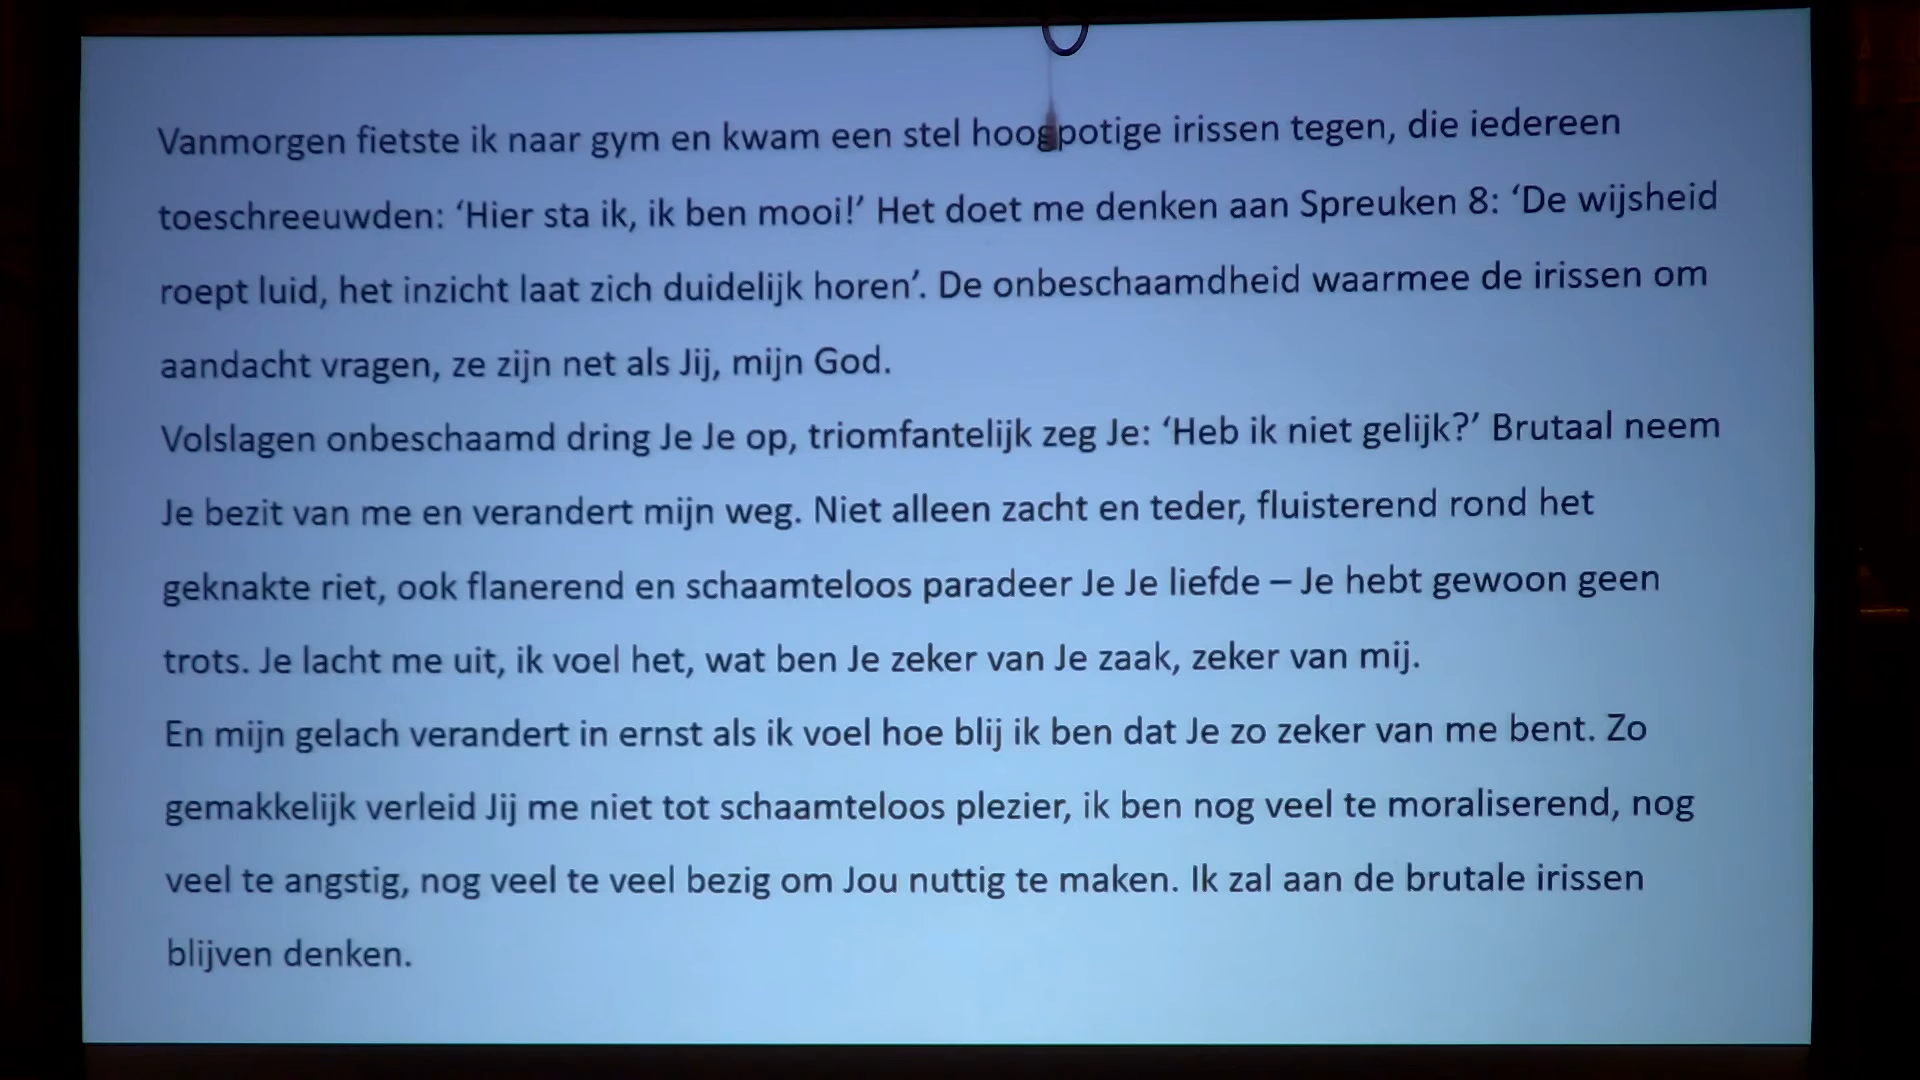 Vanmorgen fietste ik naar gym en kwam een stel hoogpotige irissen tegen, die iedereen
toeschreeuwden: ‘Hier sta ik, ik ben mooi!’ Het doet me denken aan Spreuken 8: ‘De wijsheid
roept luid, het inzicht laat zich duidelijk horen’. De onbeschaamdheid waarmee de irissen om
aandacht vragen, ze zijn net als Jij, mijn God.
Volslagen onbeschaamd dring Je Je op, triomfantelijk zeg Je: ‘Heb ik niet gelijk?’ Brutaal neem
Je bezit van me en verandert mijn weg. Niet alleen zacht en teder, fluisterend rond het
geknakte riet, ook flanerend en schaamteloos paradeer Je Je liefde – Je hebt gewoon geen
trots. Je lacht me uit, ik voel het, wat ben Je zeker van Je zaak, zeker van mij.
En mijn gelach verandert in ernst als ik voel hoe blij ik ben dat Je zo zeker van me bent. Zo
gemakkelijk verleid Jij me niet tot schaamteloos plezier, ik ben nog veel te moraliserend, nog
veel te angstig, nog veel te veel bezig om Jou nuttig te maken. Ik zal aan de brutale irissen
blijven denken.